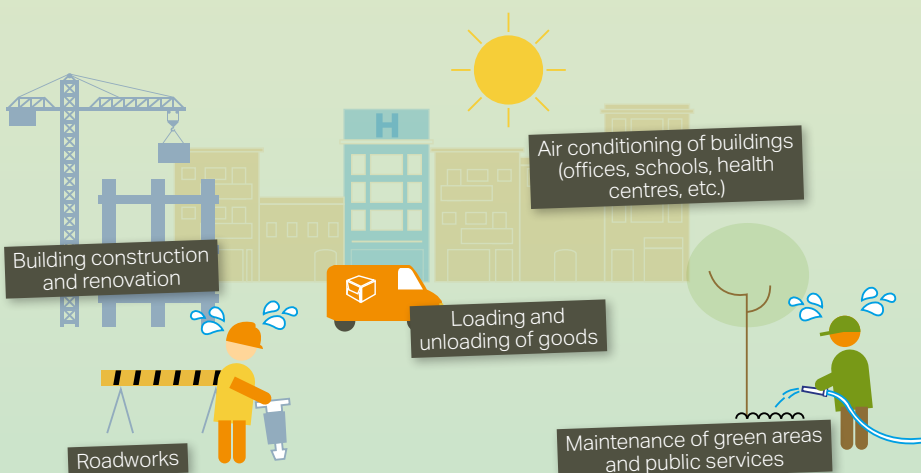 H
Air conditioning of buildings
(offices, schools, health
centres, etc.)
Building construction
and renovation
Loading and
unloading of goods
Roadworks
Maintenance of green areas
and public services